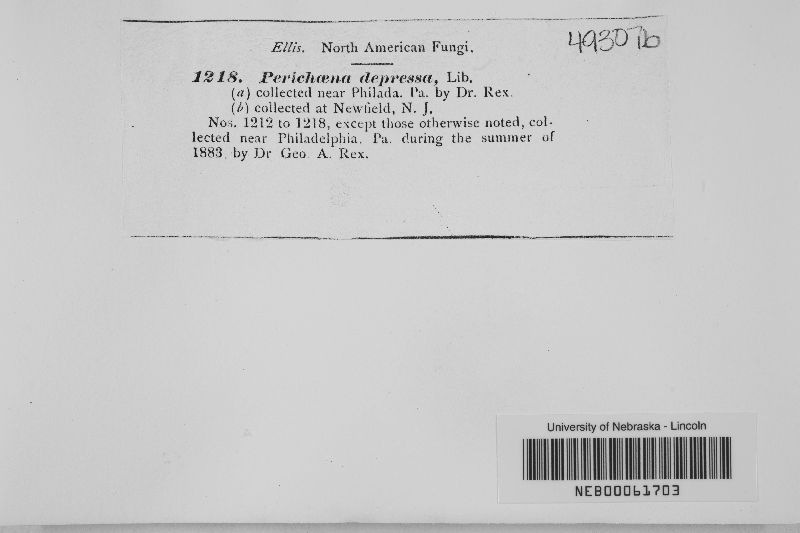 Ellis. North American Fungi.
493076
1218. Perichæna depressa, Lib.
(a) collected near Philada. Pa. by Dr. Rex.
(b) collected at Newfield, N. J.
Nos. 1212 to 1218, except those otherwise noted, col-
lected near Philadelphia, Pa. during the summer of
1883, by Dr Geo A. Rex.
University of Nebraska - Lincoln
NEB00061703